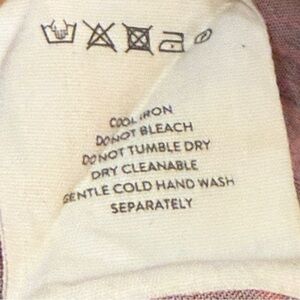 COOL IRON
DO NOT BLEACH
DO NOT TUMBLE DRY
DRY CLEANABLE
GENTLE COLD HAND WASH
SEPARATELY